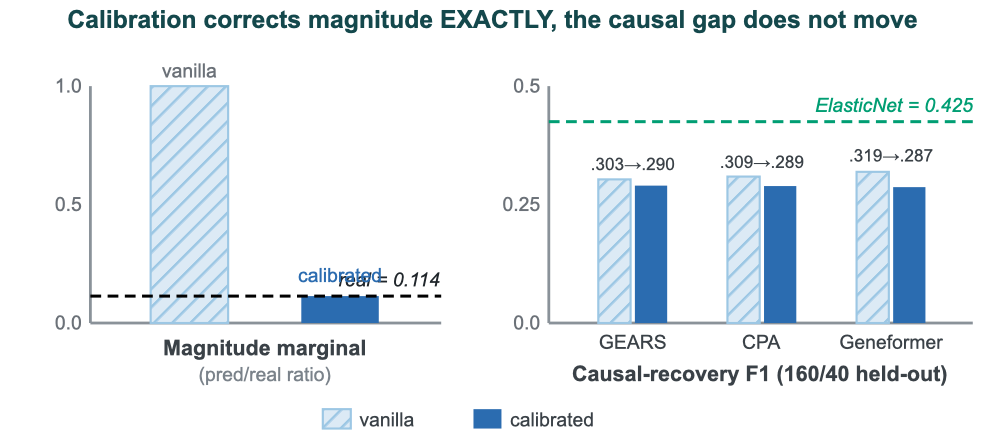 Calibration corrects magnitude EXACTLY, the causal gap does not move
vanilla
1.0
0.5
0.0
calibrated
real = 0.114
Magnitude marginal
(pred/real ratio)
0.5
0.25
0.0
ElasticNet = 0.425
.303→.290
.309→.289
.319→.287
GEARS
CPA
Geneformer
Causal-recovery F1 (160/40 held-out)
vanilla
calibrated